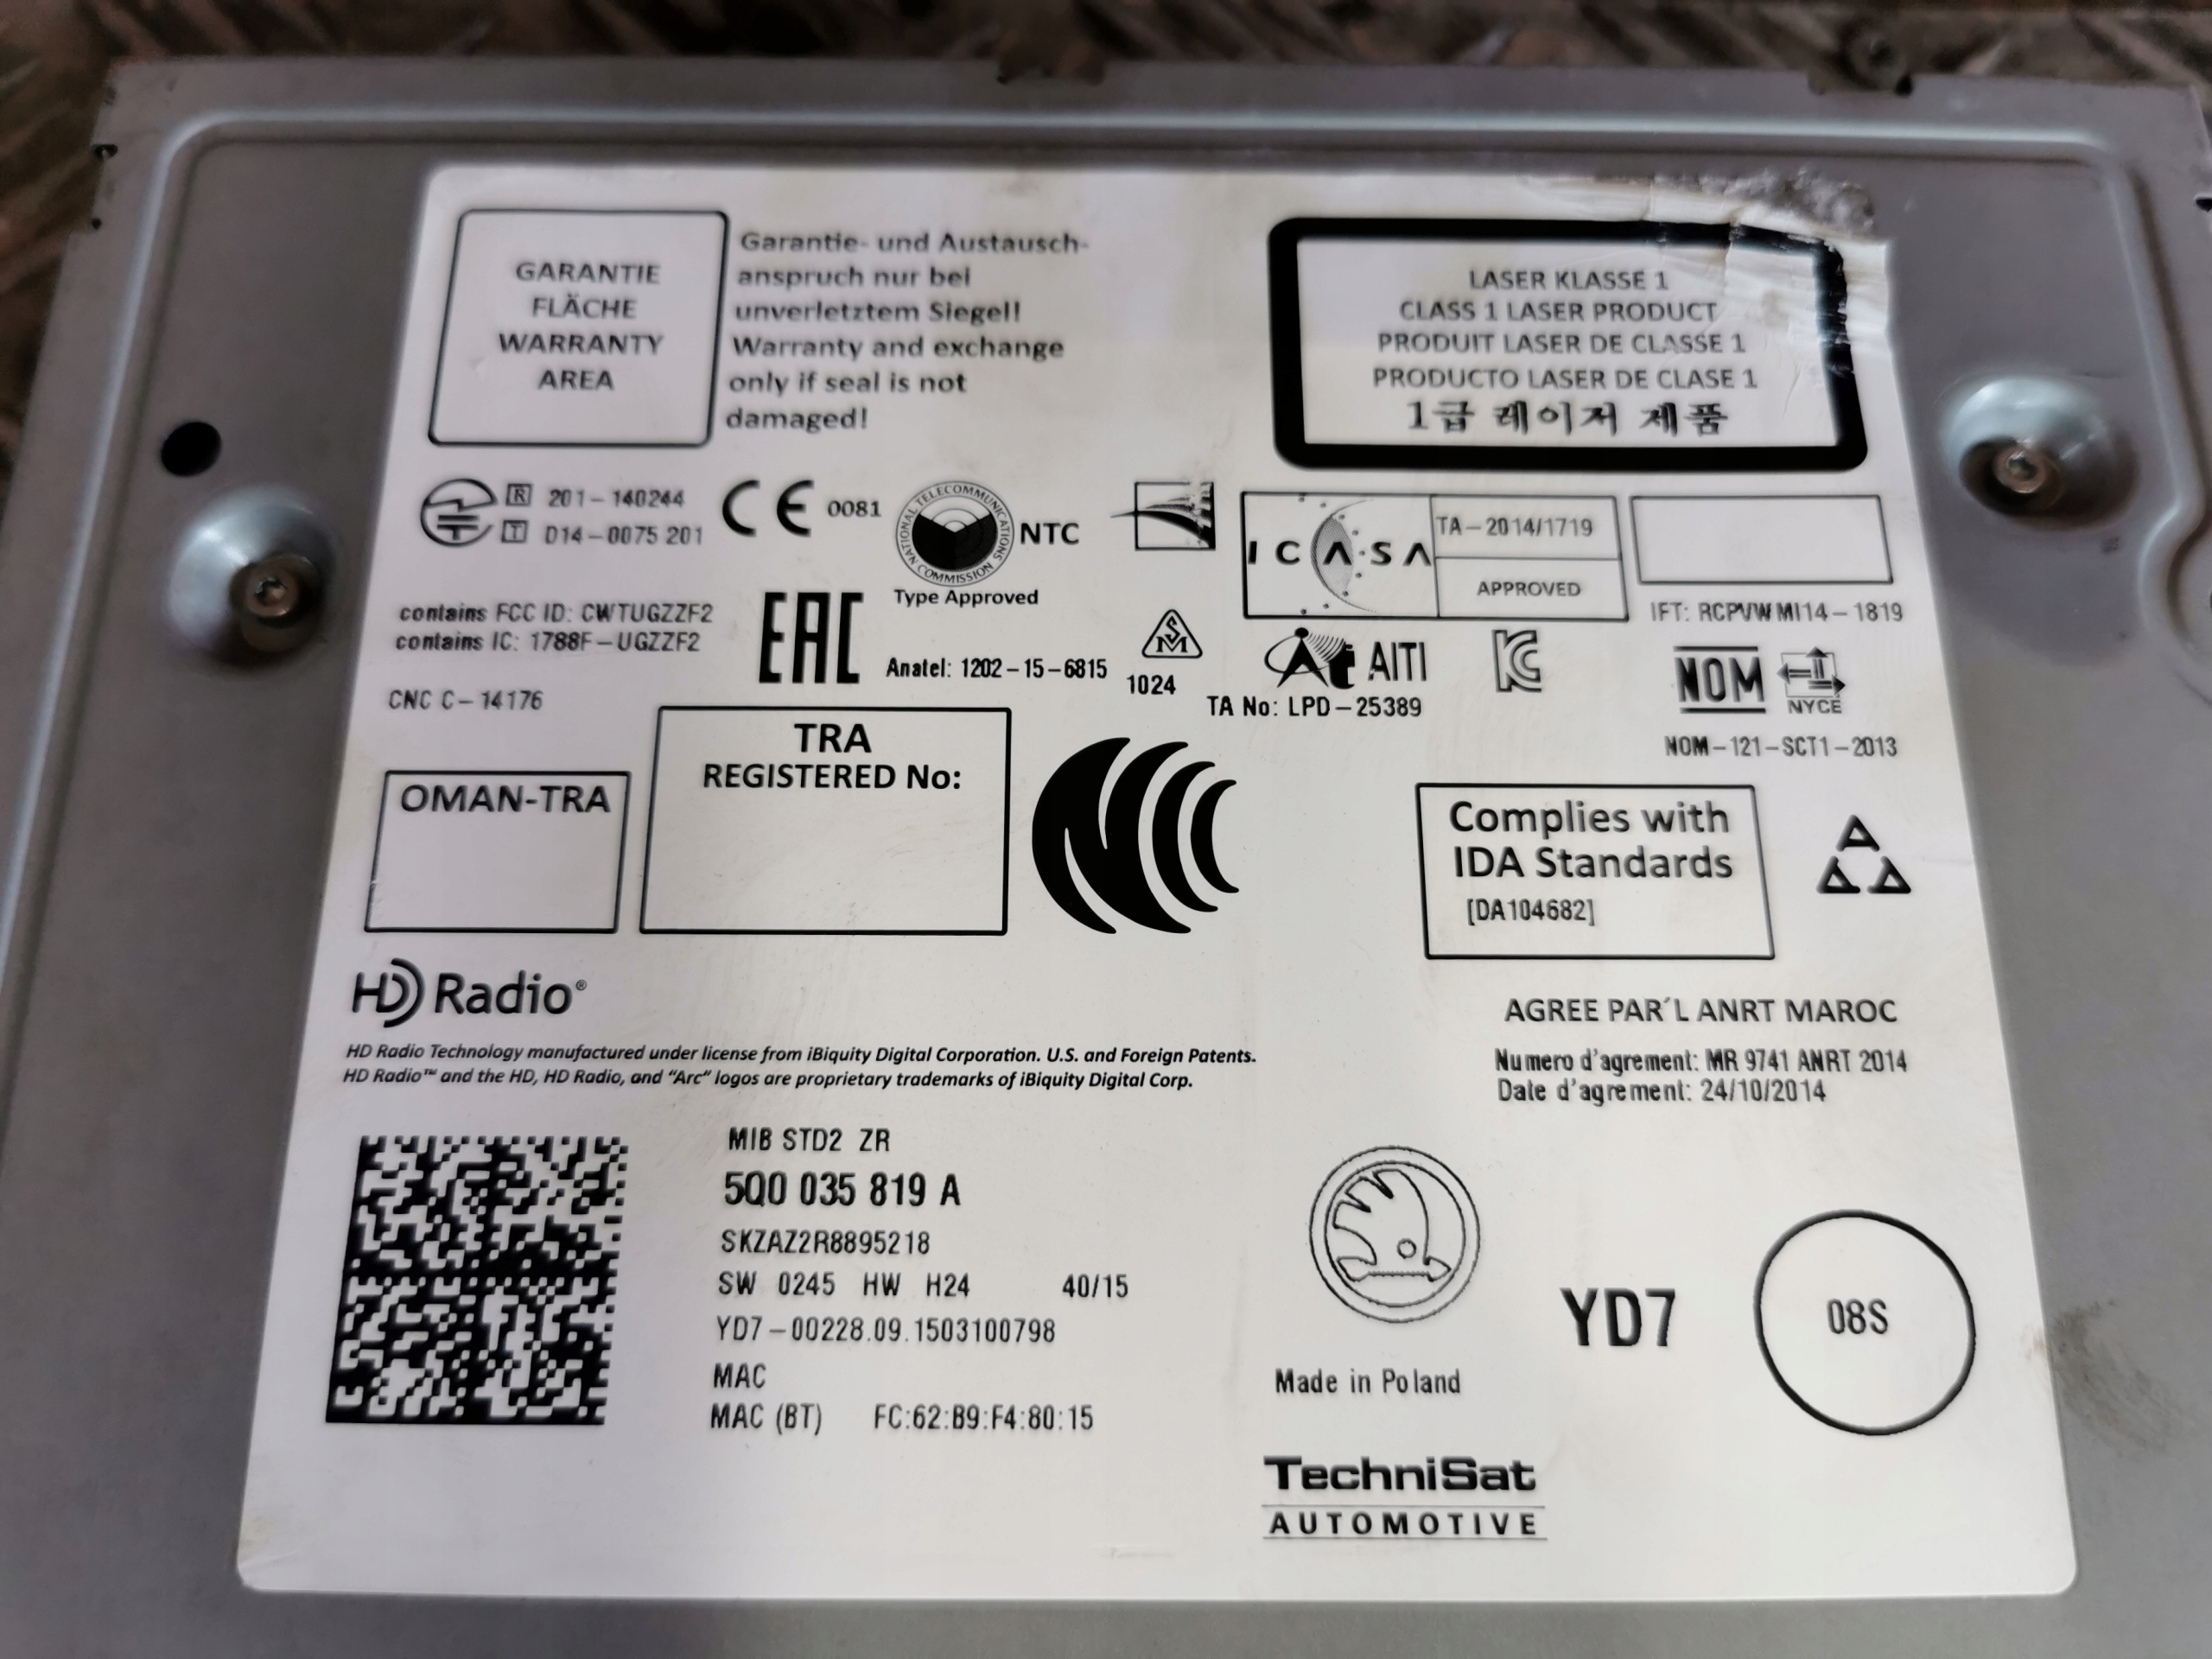 GARANTIE
FLÄCHE
WARRANTY
AREA
Garantie- und Austausch-
anspruch nur bei
unverletztem Siegel!
Warranty and exchange
only if seal is not
damaged!
LASER KLASSE 1
CLASS 1 LASER PRODUCT
PRODUIT LASER DE CLASSE 1
PRODUCTO LASER DE CLASE 1
1급 레이저 제품
R 201-140244
T D14-0075 201
CE 0081
NATIONAL TELECOMMUNICATIONS COMMISSION
NTC
Type Approved
ICASA
TA-2014/1719
APPROVED
IFT: RCPVWMI14-1819
contains FCC ID: CWTUGZZF2
contains IC: 1788F-UGZZF2
EAC
Anatel: 1202-15-6815
SM
1024
At AITI
TA No: LPD-25389
NOM
NYCE
NOM-121-SCT1-2013
CNC C-14176
OMAN-TRA
TRA
REGISTERED No:
Complies with
IDA Standards
[DA104682]
HD Radio®
HD Radio Technology manufactured under license from iBiquity Digital Corporation. U.S. and Foreign Patents.
HD Radio™ and the HD, HD Radio, and “Arc” logos are proprietary trademarks of iBiquity Digital Corp.
AGREE PAR´L ANRT MAROC
Numero d'agrement: MR 9741 ANRT 2014
Date d'agrement: 24/10/2014
MIB STD2 ZR
5Q0 035 819 A
SKZAZ2R8895218
SW 0245 HW H24 40/15
YD7-00228.09.1503100798
MAC
MAC (BT) FC:62:B9:F4:80:15
YD7
08S
Made in Poland
TechniSat
AUTOMOTIVE